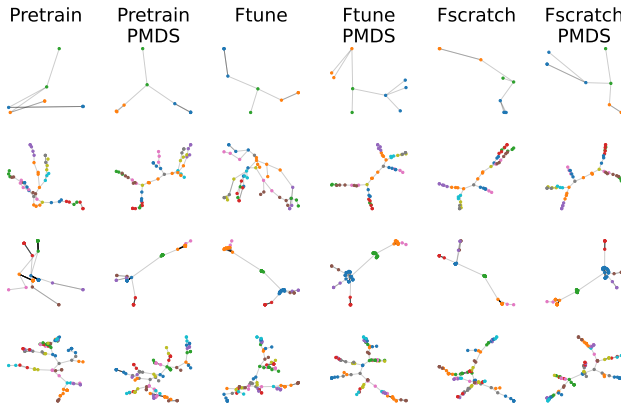 Pretrain
Pretrain
PMDS
Ftune
Ftune
PMDS
Fscratch
Fscratch
PMDS